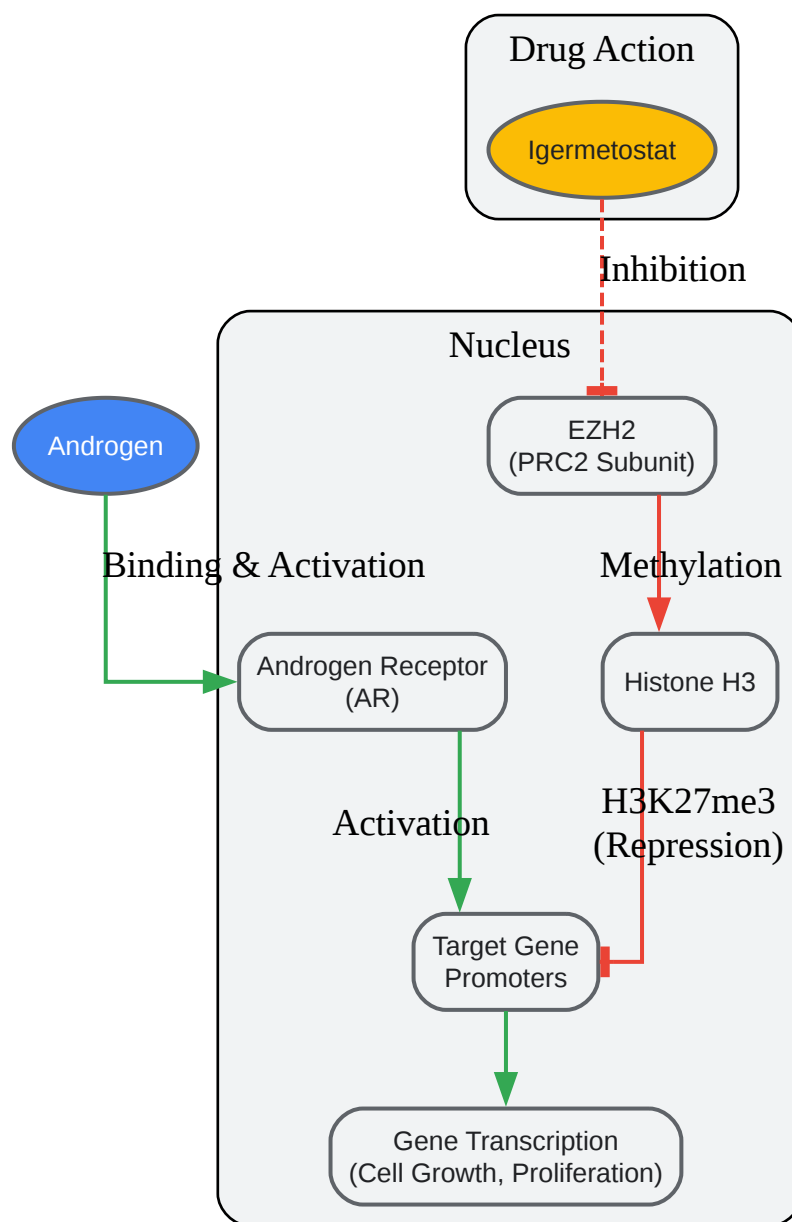 Drug Action
Igermetostat
Inhibition
Nucleus
Androgen
EZH2
(PRC2 Subunit)
Binding & Activation
Methylation
Androgen Receptor
(AR)
Histone H3
Activation
H3K27me3
(Repression)
Target Gene
Promoters
Gene Transcription
(Cell Growth, Proliferation)